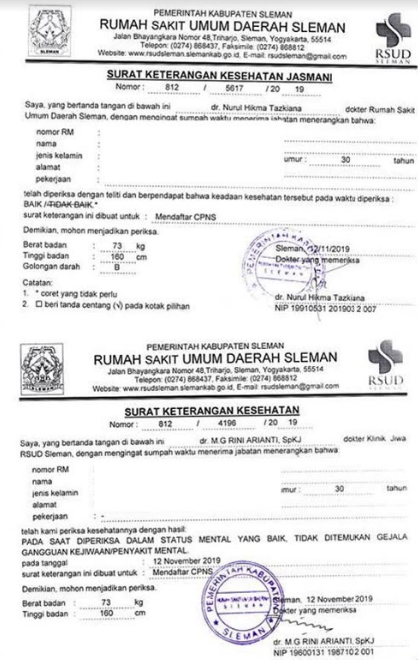 PEMERINTAH KABUPATEN SLEMAN
RUMAH SAKIT UMUM DAERAH SLEMAN
Jalan Bhayangkara Nomor 48,Triharjo, Sleman, Yogyakarta, 55514
Telepon: (0274) 868437, Faksimile: (0274) 868812
Website: www.rsudsleman.slemankab.go.id, E-mail: rsudsleman@gmail.com
SLEMAN
RSUD
SLEMAN
SURAT KETERANGAN KESEHATAN JASMANI
Nomor : 812 / 5617 / 20 19
Saya, yang bertanda tangan di bawah ini dr. Nurul Hikma Tazkiana dokter Rumah Sakit
Umum Daerah Sleman, dengan mengingat sumpah waktu menerima jabatan menerangkan bahwa:
nomor RM :
nama :
jenis kelamin : umur : 30 tahun
alamat :
pekerjaan :
telah diperiksa dengan teliti dan berpendapat bahwa keadaan kesehatan tersebut pada waktu diperiksa :
BAIK /TIDAK BAIK.*
surat keterangan ini dibuat untuk : Mendaftar CPNS
Demikian, mohon menjadikan periksa.
Berat badan : 73 kg
Tinggi badan : 160 cm
Golongan darah : B
Sleman, 12/11/2019
Dokter yang memeriksa
PEMERINTAH KABUPATEN
SLEMAN
Catatan:
1. * coret yang tidak perlu
2. ☐ beri tanda centang (√) pada kotak pilihan
dr. Nurul Hikma Tazkiana
NIP 19910531 201903 2 007
PEMERINTAH KABUPATEN SLEMAN
RUMAH SAKIT UMUM DAERAH SLEMAN
Jalan Bhayangkara Nomor 48,Triharjo, Sleman, Yogyakarta, 55514
Telepon: (0274) 868437, Faksimile: (0274) 868812
Website: www.rsudsleman.slemankab.go.id, E-mail: rsudsleman@gmail.com
SLEMAN
RSUD
SLEMAN
SURAT KETERANGAN KESEHATAN
Nomor : 812 / 4196 / 20 19
Saya, yang bertanda tangan di bawah ini dr. M.G RINI ARIANTI, SpKJ dokter Klinik Jiwa
RSUD Sleman, dengan mengingat sumpah waktu menerima jabatan menerangkan bahwa:
nomor RM
nama
jenis kelamin umur : 30 tahun
alamat
pekerjaan : -
telah kami periksa kesehatannya dengan hasil:
PADA SAAT DIPERIKSA DALAM STATUS MENTAL YANG BAIK, TIDAK DITEMUKAN GEJALA
GANGGUAN KEJIWAAN/PENYAKIT MENTAL.
pada tanggal : 12 November 2019
surat keterangan ini dibuat untuk : Mendaftar CPNS
Demikian, mohon menjadikan periksa.
Berat badan : 73 kg
Tinggi badan : 160 cm
Sleman, 12 November 2019
Dokter yang memeriksa
PEMERINTAH KABUPATEN
SLEMAN
dr. M.G RINI ARIANTI, SpKJ
NIP 19600131 198710 2 001